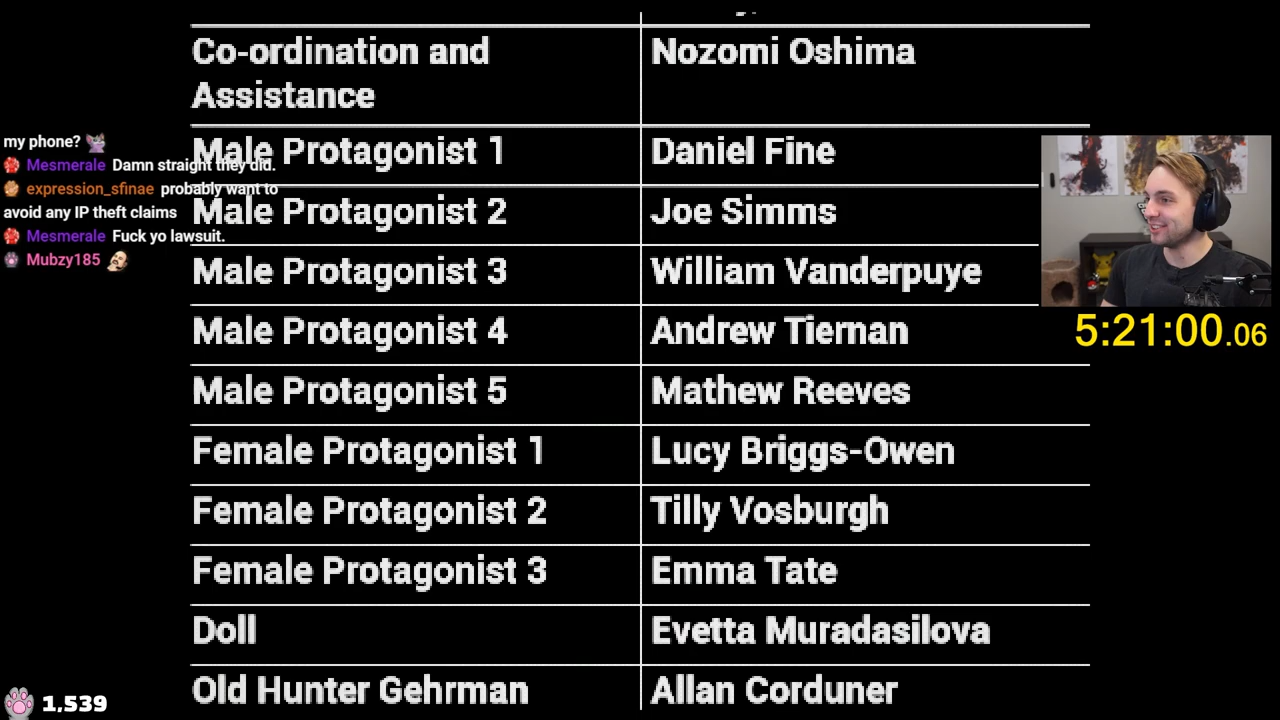 Co-ordination and
Assistance
Nozomi Oshima
Male Protagonist 1 Daniel Fine
Male Protagonist 2 Joe Simms
Male Protagonist 3 William Vanderpuye
Male Protagonist 4 Andrew Tiernan
Male Protagonist 5 Mathew Reeves
Female Protagonist 1 Lucy Briggs-Owen
Female Protagonist 2 Tilly Vosburgh
Female Protagonist 3 Emma Tate
Doll Evetta Muradasilova
Old Hunter Gehrman Allan Corduner
my phone?
Mesmerale Damn straight they did.
expression_sfinae probably want to
avoid any IP theft claims
Mesmerale Fuck yo lawsuit.
Mubzy185
5:21:00.06
1,539